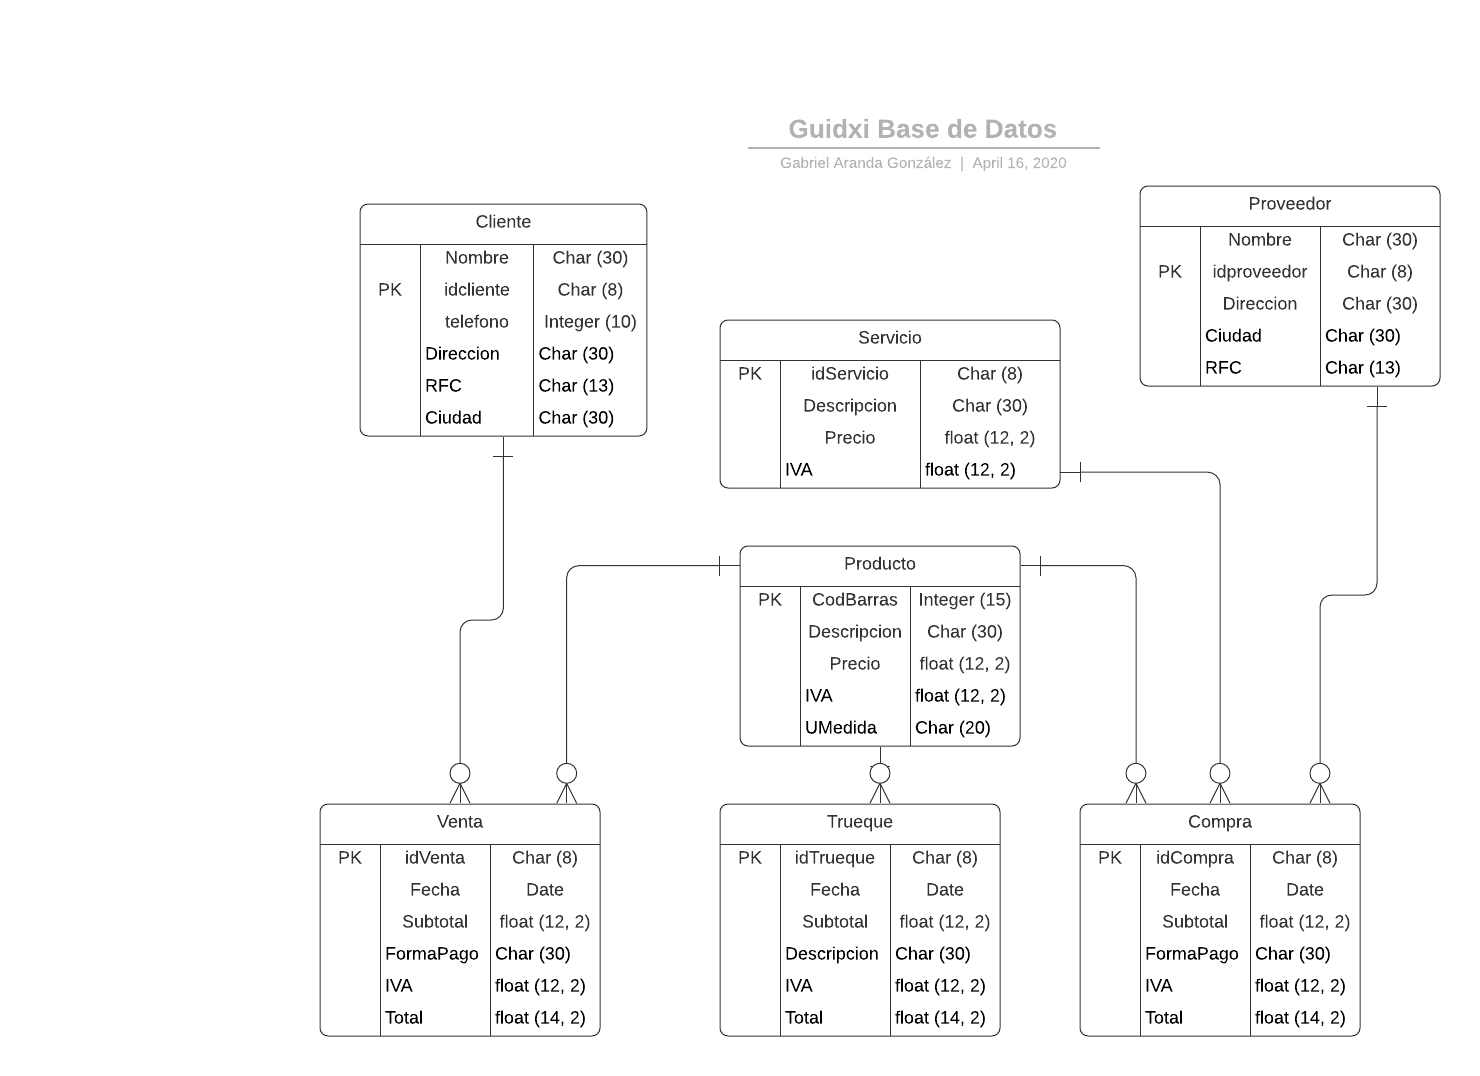 Guidxi Base de Datos
Gabriel Aranda González | April 16, 2020
Cliente
Nombre Char (30)
PK idcliente Char (8)
telefono Integer (10)
Direccion Char (30)
RFC Char (13)
Ciudad Char (30)
Proveedor
Nombre Char (30)
PK idproveedor Char (8)
Direccion Char (30)
Ciudad Char (30)
RFC Char (13)
Servicio
PK idServicio Char (8)
Descripcion Char (30)
Precio float (12, 2)
IVA float (12, 2)
Producto
PK CodBarras Integer (15)
Descripcion Char (30)
Precio float (12, 2)
IVA float (12, 2)
UMedida Char (20)
Venta
PK idVenta Char (8)
Fecha Date
Subtotal float (12, 2)
FormaPago Char (30)
IVA float (12, 2)
Total float (14, 2)
Trueque
PK idTrueque Char (8)
Fecha Date
Subtotal float (12, 2)
Descripcion Char (30)
IVA float (12, 2)
Total float (14, 2)
Compra
PK idCompra Char (8)
Fecha Date
Subtotal float (12, 2)
FormaPago Char (30)
IVA float (12, 2)
Total float (14, 2)